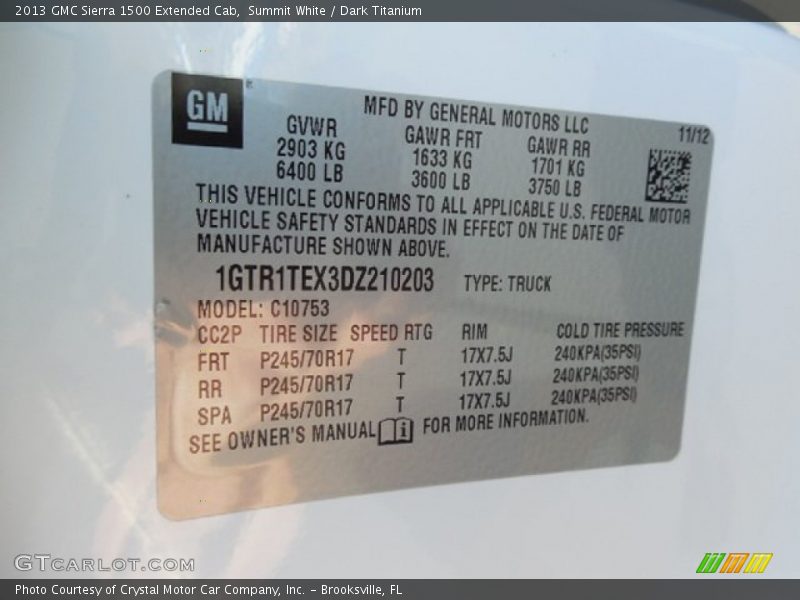 2013 GMC Sierra 1500 Extended Cab, Summit White / Dark Titanium
GM
MFD BY GENERAL MOTORS LLC
11/12
GVWR GAWR FRT GAWR RR
2903 KG 1633 KG 1701 KG
6400 LB 3600 LB 3750 LB
THIS VEHICLE CONFORMS TO ALL APPLICABLE U.S. FEDERAL MOTOR
VEHICLE SAFETY STANDARDS IN EFFECT ON THE DATE OF
MANUFACTURE SHOWN ABOVE.
1GTR1TEX3DZ210203 TYPE: TRUCK
MODEL: C10753
CC2P TIRE SIZE SPEED RTG RIM COLD TIRE PRESSURE
FRT P245/70R17 T 17X7.5J 240KPA(35PSI)
RR P245/70R17 T 17X7.5J 240KPA(35PSI)
SPA P245/70R17 T 17X7.5J 240KPA(35PSI)
SEE OWNER'S MANUAL i FOR MORE INFORMATION.
GTCARLOT.COM
Photo Courtesy of Crystal Motor Car Company, Inc. – Brooksville, FL